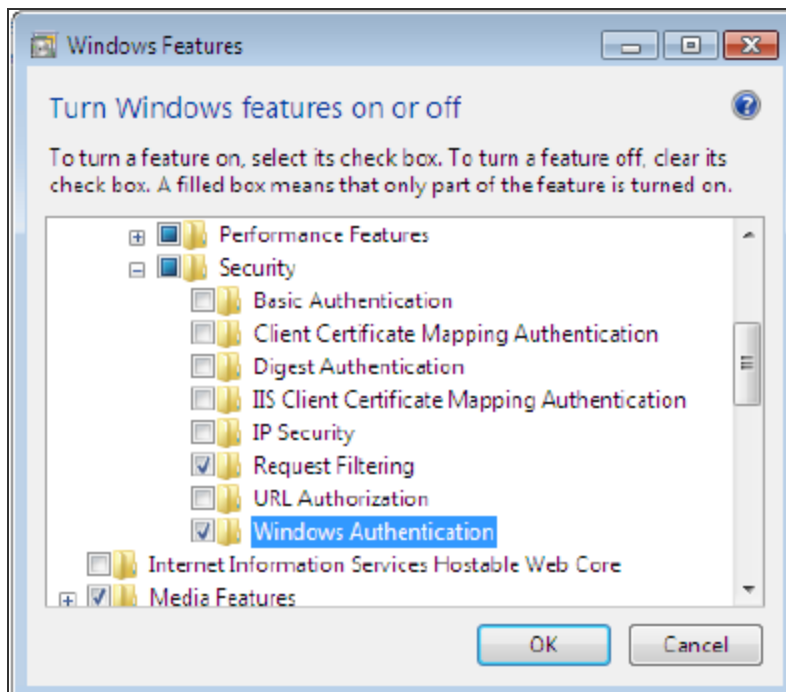 Windows Features
Turn Windows features on or off
To turn a feature on, select its check box. To turn a feature off, clear its
check box. A filled box means that only part of the feature is turned on.
Performance Features
Security
Basic Authentication
Client Certificate Mapping Authentication
Digest Authentication
IIS Client Certificate Mapping Authentication
IP Security
Request Filtering
URL Authorization
Windows Authentication
Internet Information Services Hostable Web Core
Media Features
OK
Cancel